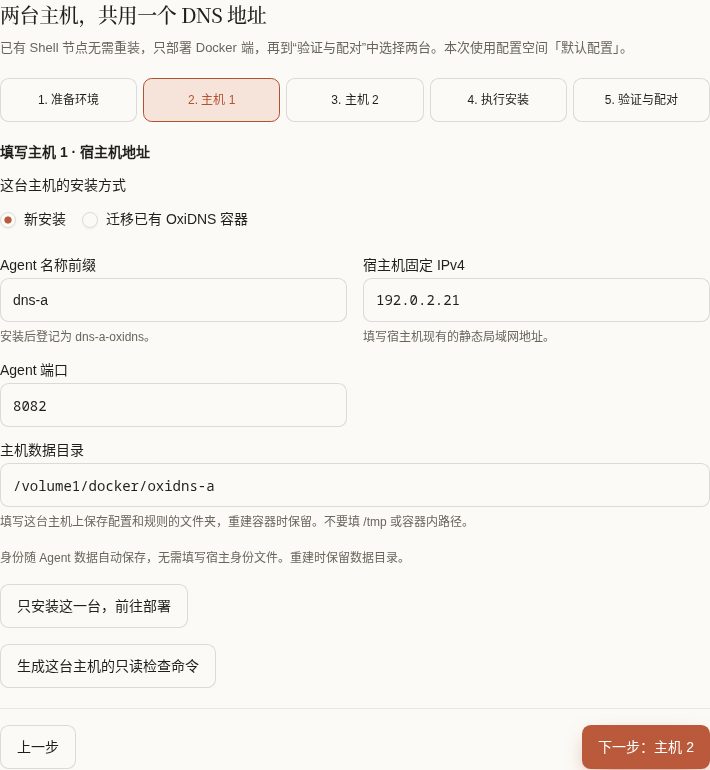 两台主机，共用一个 DNS 地址
已有 Shell 节点无需重装，只部署 Docker 端，再到“验证与配对”中选择两台。本次使用配置空间「默认配置」。
1. 准备环境
2. 主机 1
3. 主机 2
4. 执行安装
5. 验证与配对
填写主机 1 · 宿主机地址
这台主机的安装方式
新安装
迁移已有 OxiDNS 容器
Agent 名称前缀
宿主机固定 IPv4
dns-a
192.0.2.21
安装后登记为 dns-a-oxidns。
填写宿主机现有的静态局域网地址。
Agent 端口
8082
主机数据目录
/volume1/docker/oxidns-a
填写这台主机上保存配置和规则的文件夹，重建容器时保留。不要填 /tmp 或容器内路径。
身份随 Agent 数据自动保存，无需填写宿主身份文件。重建时保留数据目录。
只安装这一台，前往部署
生成这台主机的只读检查命令
上一步
下一步：主机 2